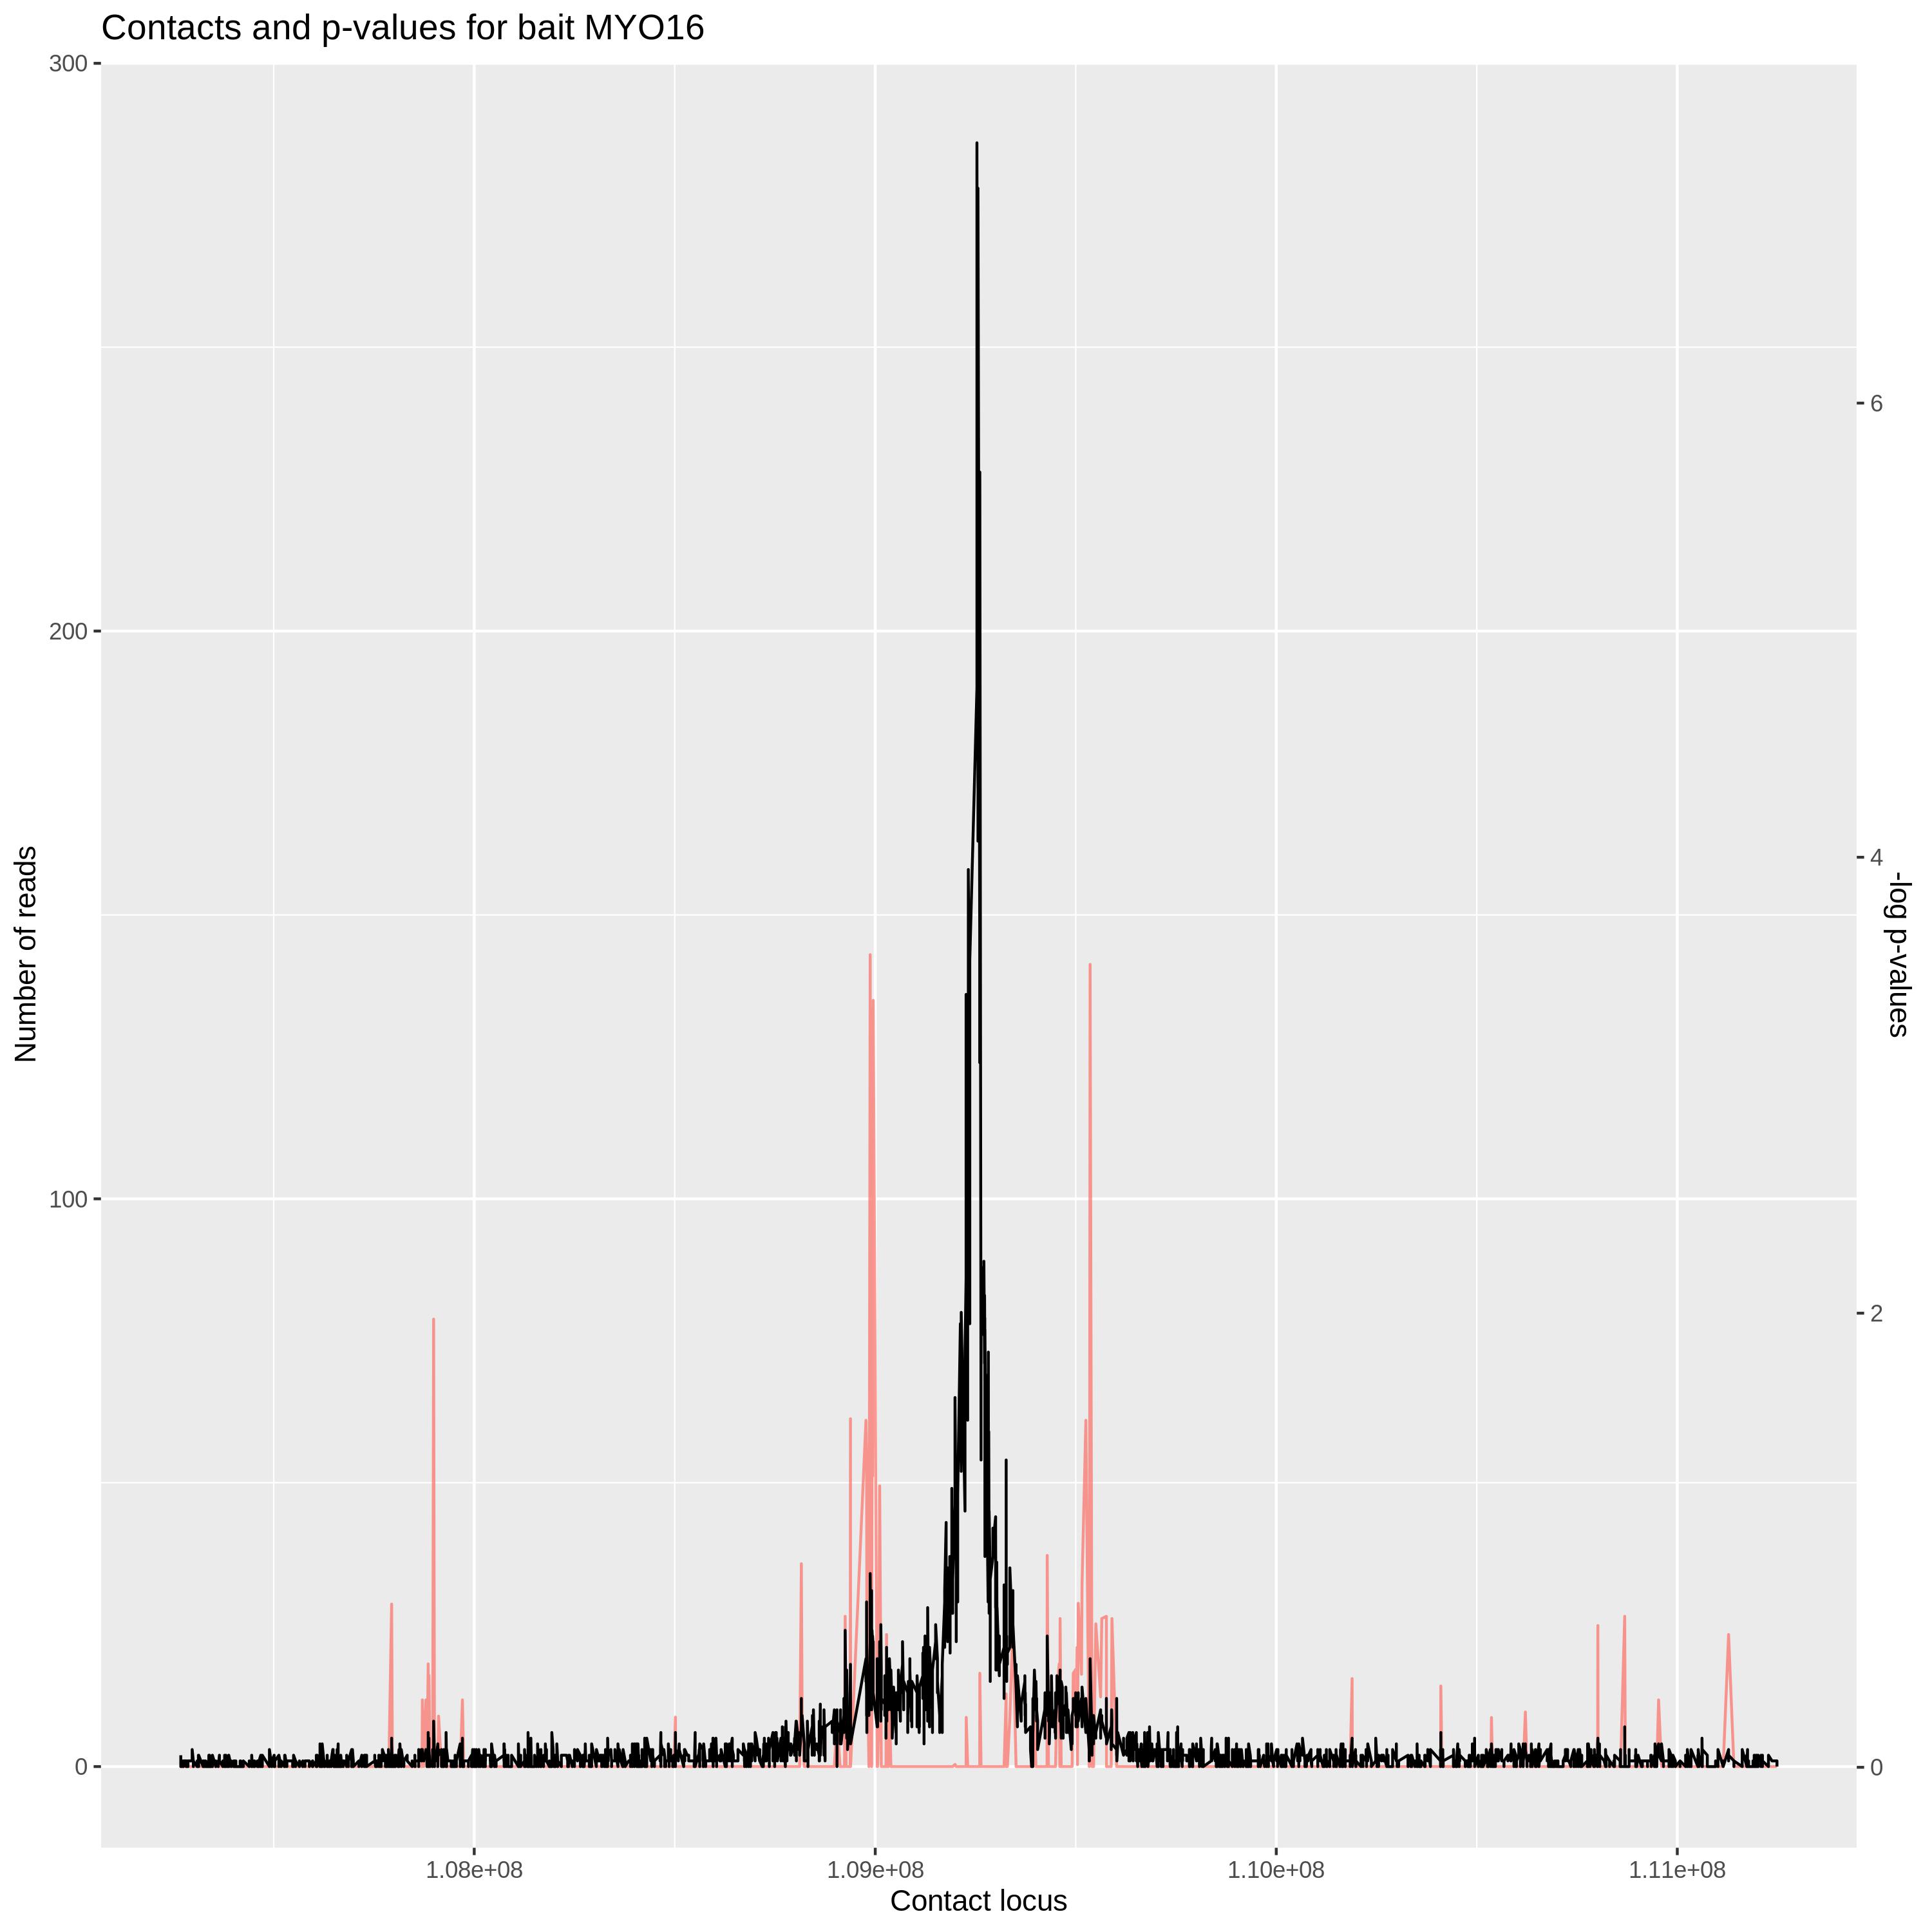 Contacts and p-values for bait MYO16
300
200
100
0
Number of reads
6
4
2
0
-log p-values
1.08e+08
1.09e+08
1.10e+08
1.11e+08
Contact locus